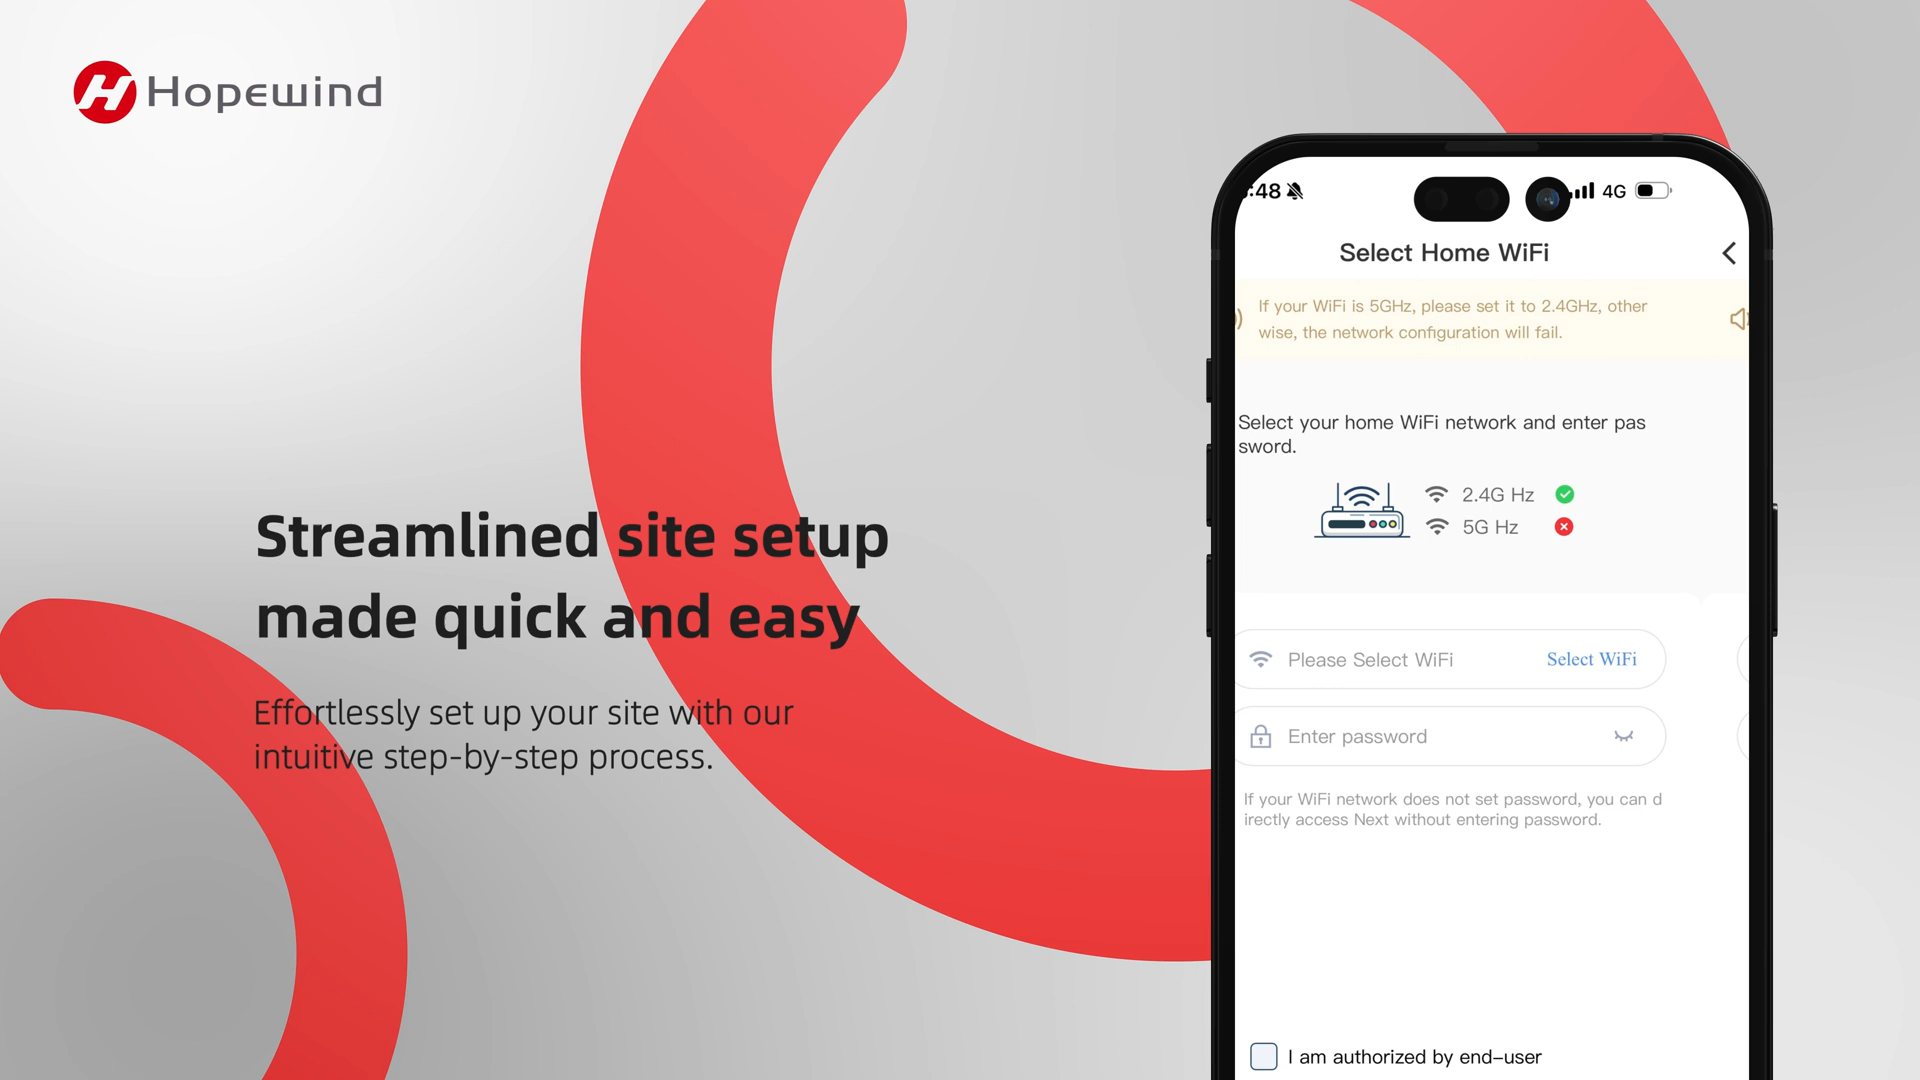 Hopewind
Streamlined site setup
made quick and easy
Effortlessly set up your site with our
intuitive step-by-step process.
:48
4G
Select Home WiFi
If your WiFi is 5GHz, please set it to 2.4GHz, other
wise, the network configuration will fail.
Select your home WiFi network and enter pas
sword.
2.4G Hz
5G Hz
Please Select WiFi Select WiFi
Enter password
If your WiFi network does not set password, you can d
irectly access Next without entering password.
I am authorized by end-user